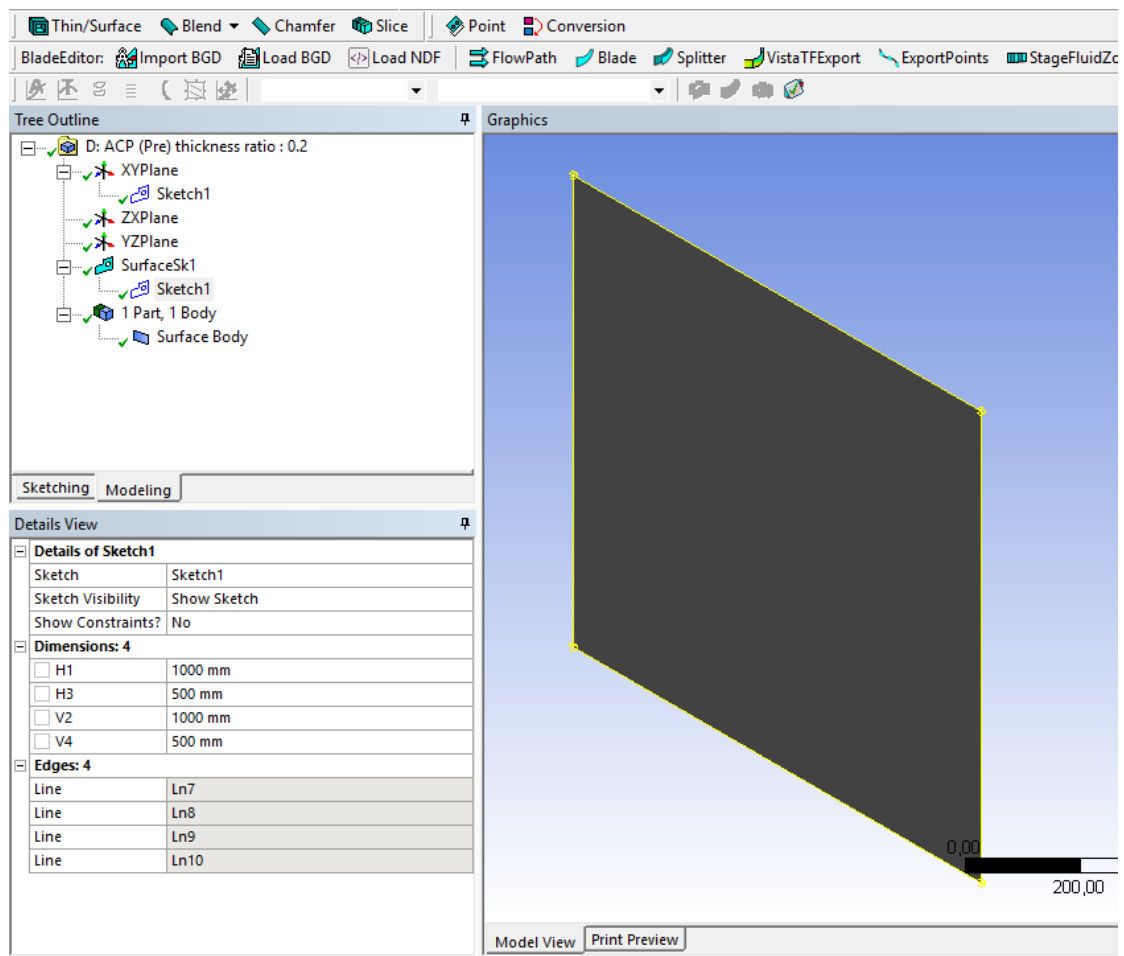 Thin/Surface Blend Chamfer Slice Point Conversion
BladeEditor: Import BGD Load BGD Load NDF FlowPath Blade Splitter VistaTFExport ExportPoints StageFluidZo
Tree Outline
D: ACP (Pre) thickness ratio : 0.2
XYPlane
Sketch1
ZXPlane
YZPlane
SurfaceSk1
Sketch1
1 Part, 1 Body
Surface Body
Sketching Modeling
Details View
Details of Sketch1
Sketch Sketch1
Sketch Visibility Show Sketch
Show Constraints? No
Dimensions: 4
H1 1000 mm
H3 500 mm
V2 1000 mm
V4 500 mm
Edges: 4
Line Ln7
Line Ln8
Line Ln9
Line Ln10
Graphics
0,00
200,00
Model View Print Preview